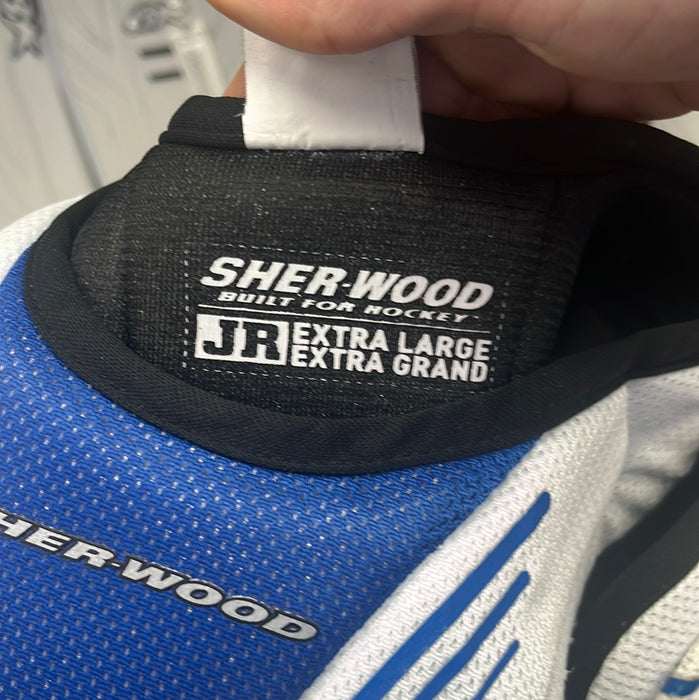 SHER-WOOD
BUILT FOR HOCKEY
JR EXTRA LARGE
EXTRA GRAND
HER-WOOD